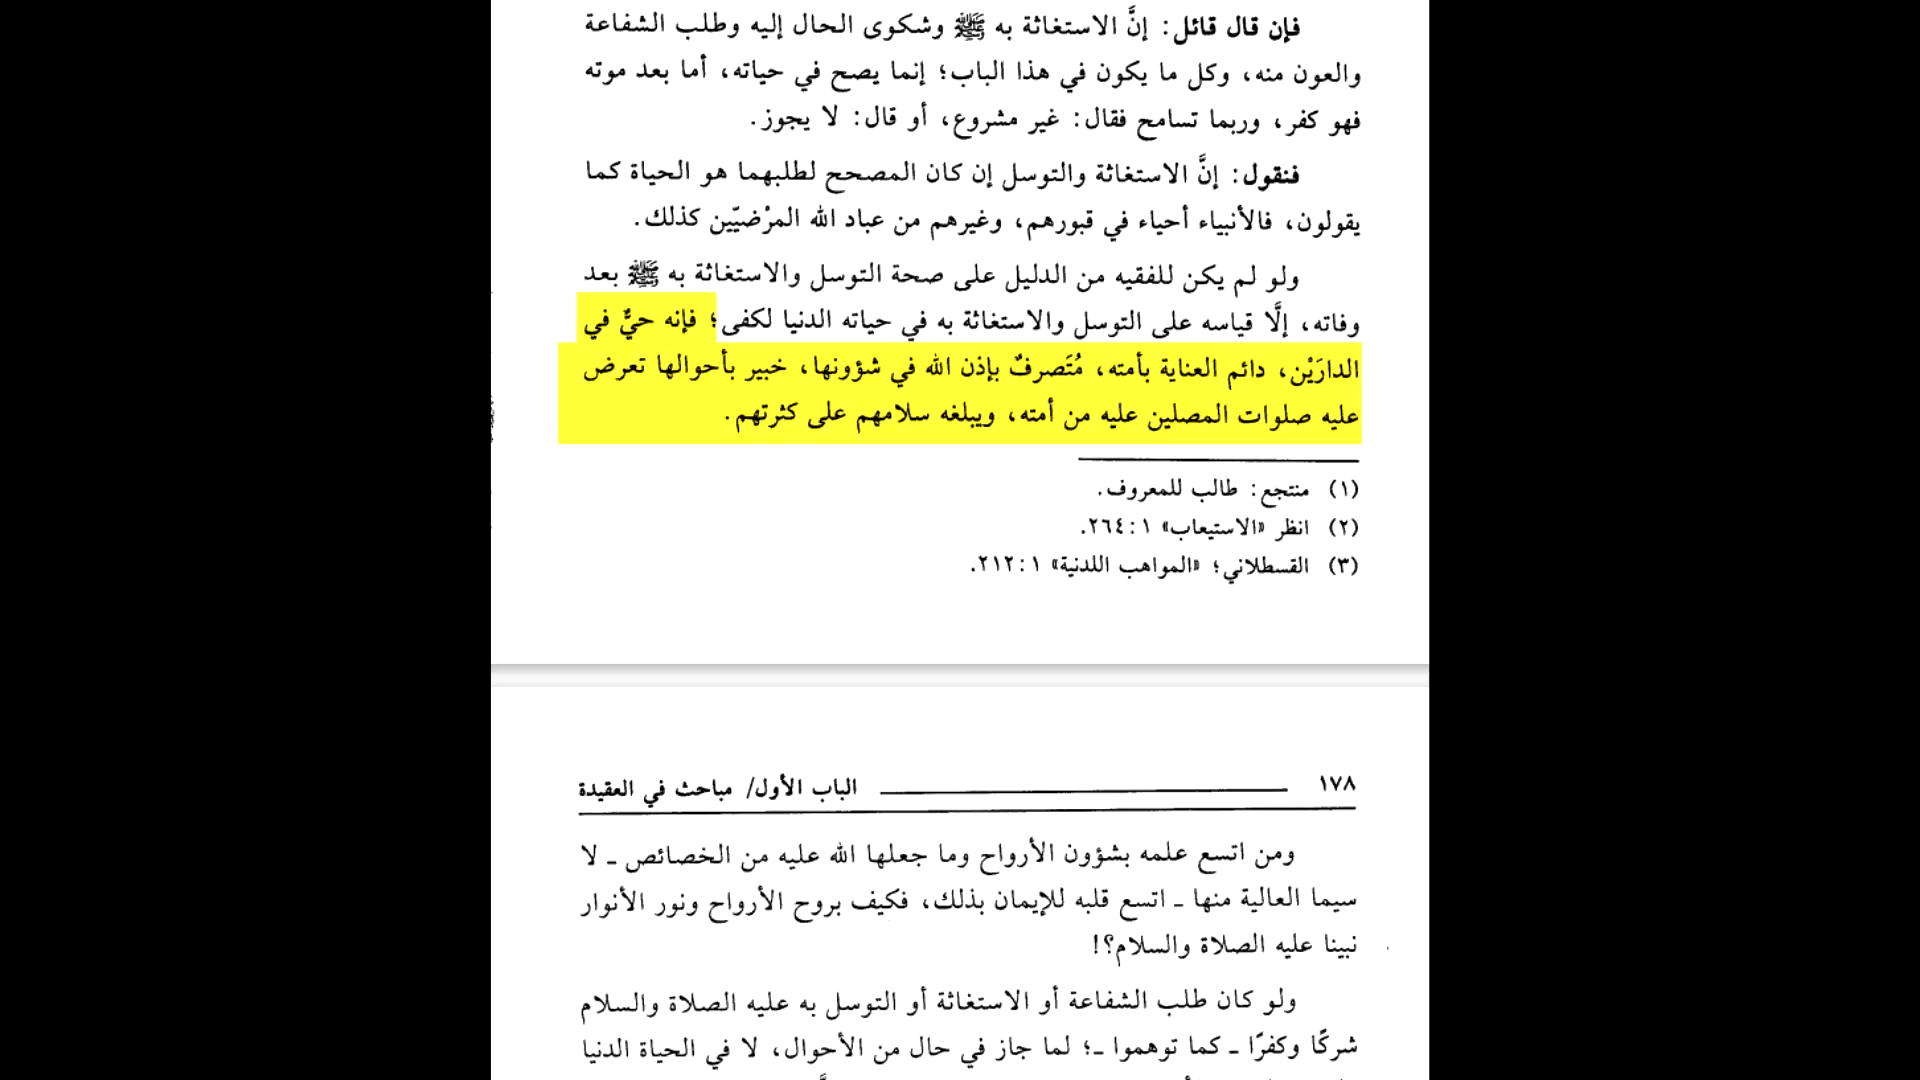 فإن قال قائل: إنَّ الاستغاثة به ﷺ وشكوى الحال إليه وطلب الشفاعة
والعون منه، وكل ما يكون في هذا الباب؛ إنما يصح في حياته، أما بعد موته
فهو كفر، وربما تسامح فقال: غير مشروع، أو قال: لا يجوز.
فنقول: إنَّ الاستغاثة والتوسل إن كان المصحح لطلبهما هو الحياة كما
يقولون، فالأنبياء أحياء في قبورهم، وغيرهم من عباد الله المرْضيّين كذلك.
ولو لم يكن للفقيه من الدليل على صحة التوسل والاستغاثة به ﷺ بعد
وفاته، إلَّا قياسه على التوسل والاستغاثة به في حياته الدنيا لكفى؛ فإنه حيٌّ في
الدارَيْن، دائم العناية بأمته، مُتَصرفٌ بإذن الله في شؤونها، خبير بأحوالها تعرض
عليه صلوات المصلين عليه من أمته، ويبلغه سلامهم على كثرتهم.
(١) منتجع: طالب للمعروف.
(٢) انظر «الاستيعاب» ١: ٢٦٤.
(٣) القسطلاني؛ «المواهب اللدنية» ١: ٢١٢.
١٧٨ الباب الأول/ مباحث في العقيدة
ومن اتسع علمه بشؤون الأرواح وما جعلها الله عليه من الخصائص ـ لا
سيما العالية منها ـ اتسع قلبه للإيمان بذلك، فكيف بروح الأرواح ونور الأنوار
نبينا عليه الصلاة والسلام؟!
ولو كان طلب الشفاعة أو الاستغاثة أو التوسل به عليه الصلاة والسلام
شركًا وكفرًا ـ كما توهموا ـ؛ لما جاز في حال من الأحوال، لا في الحياة الدنيا